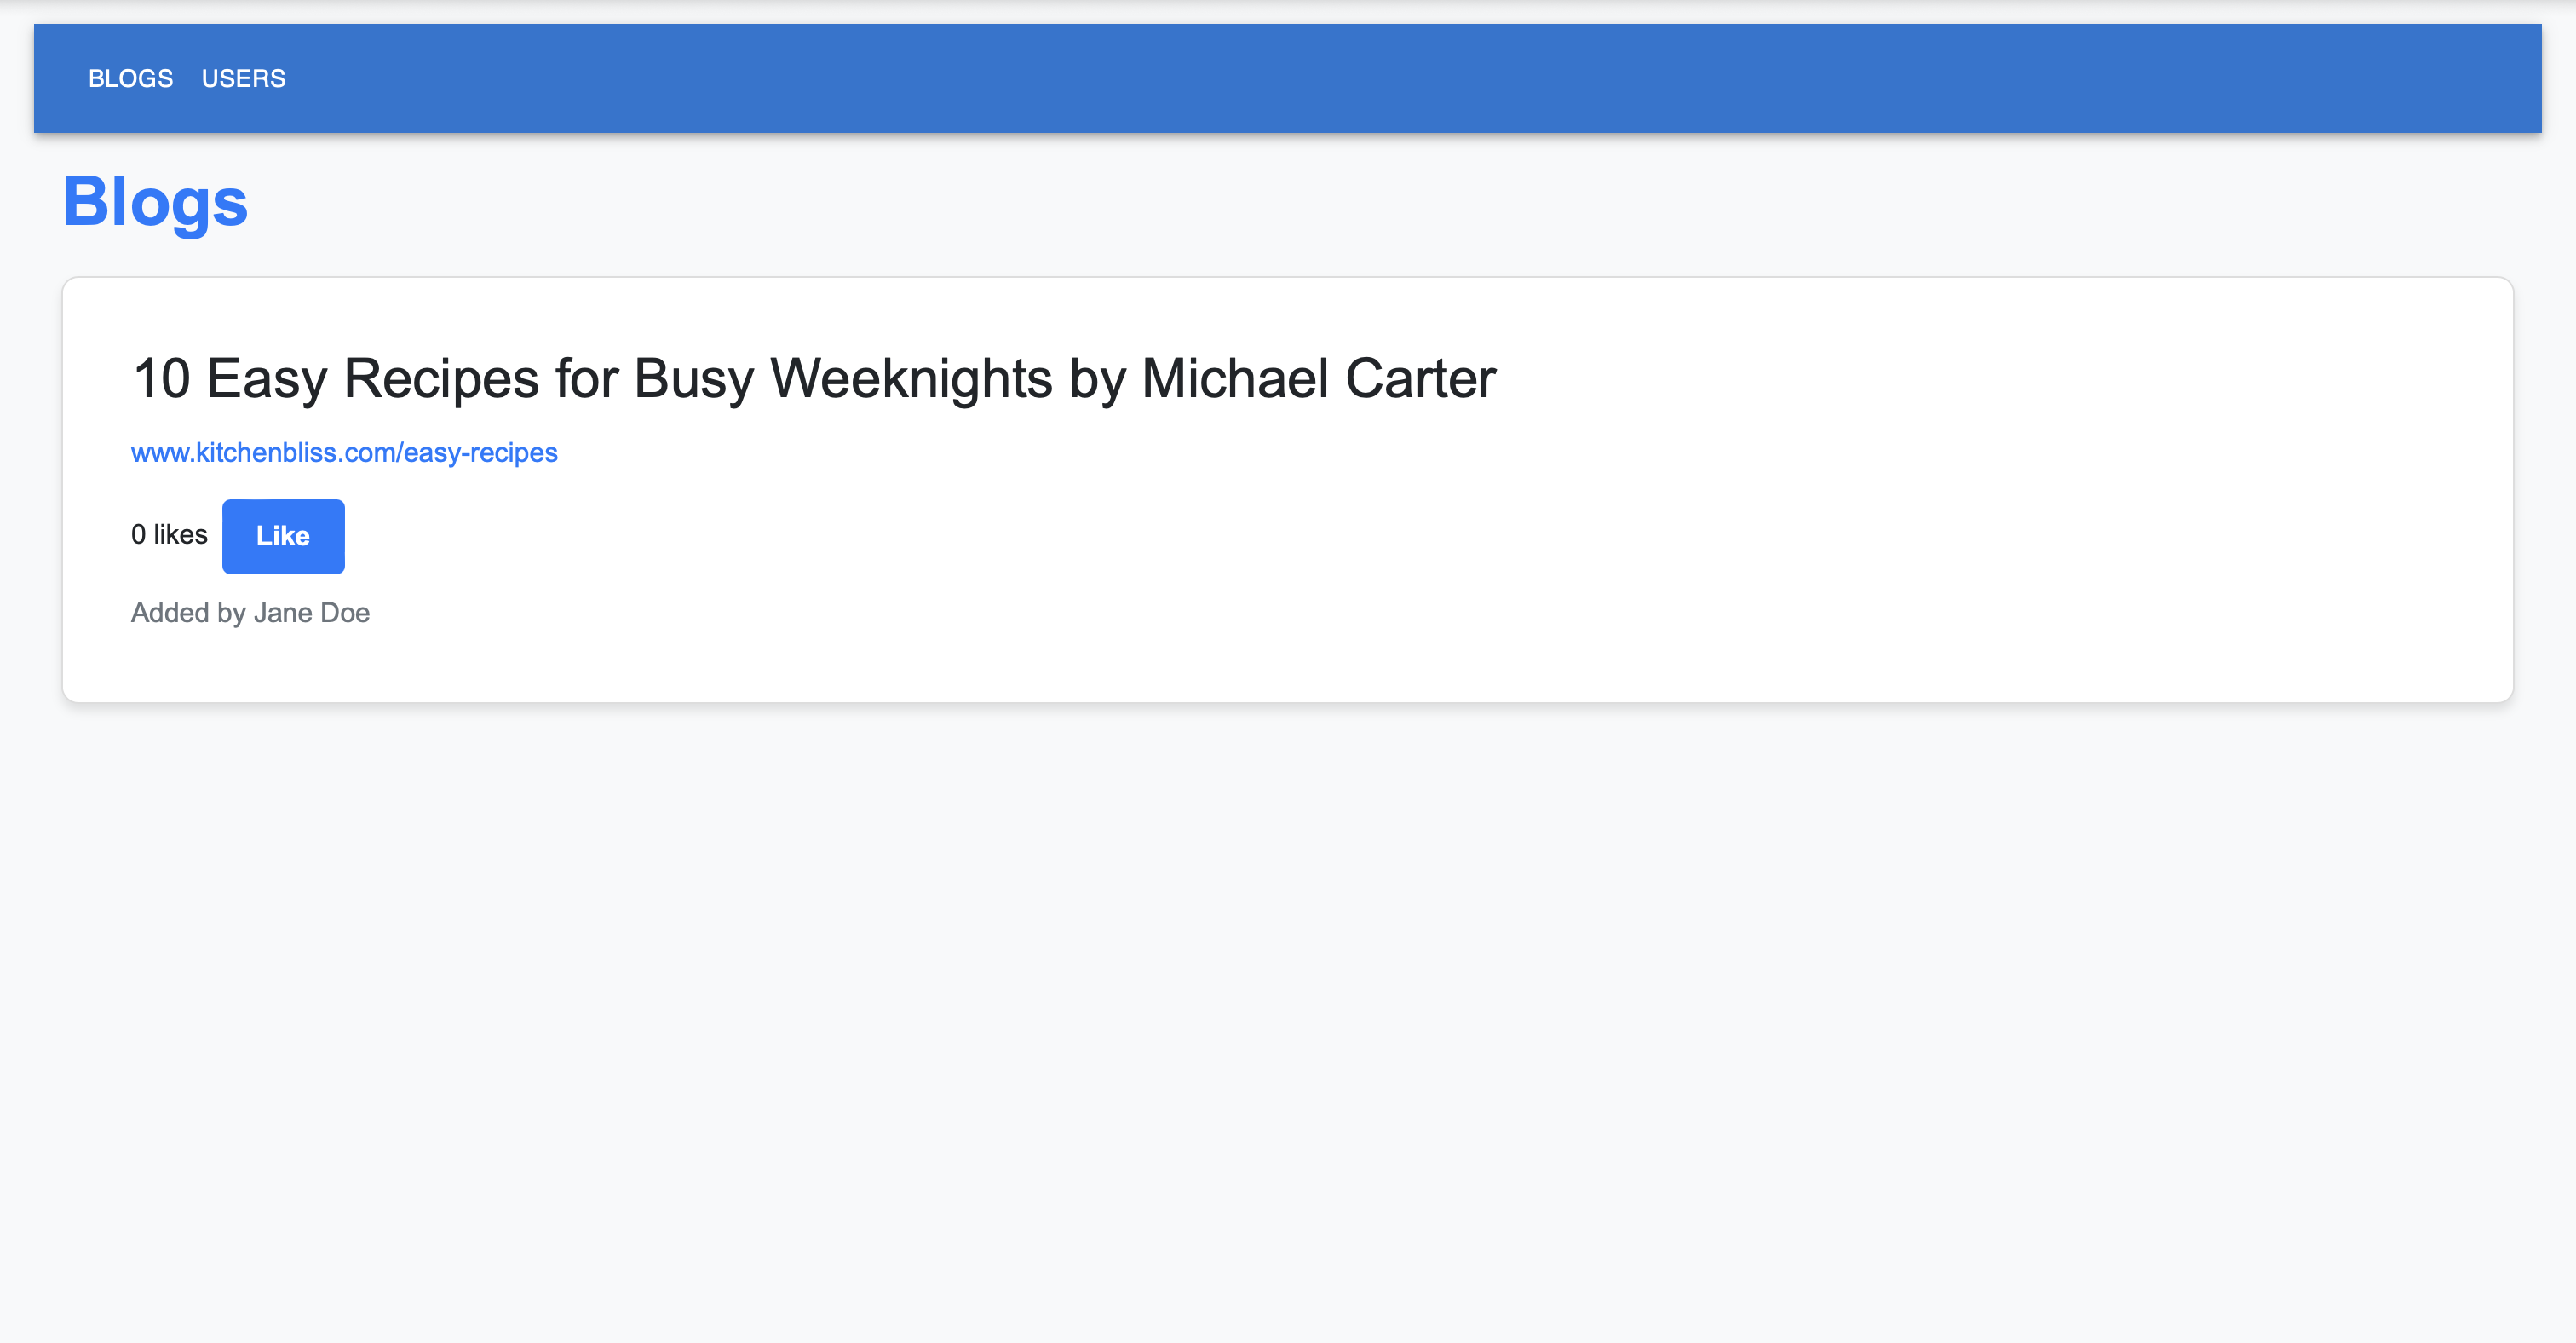 BLOGS USERS
Blogs
10 Easy Recipes for Busy Weeknights by Michael Carter
www.kitchenbliss.com/easy-recipes
0 likes Like
Added by Jane Doe